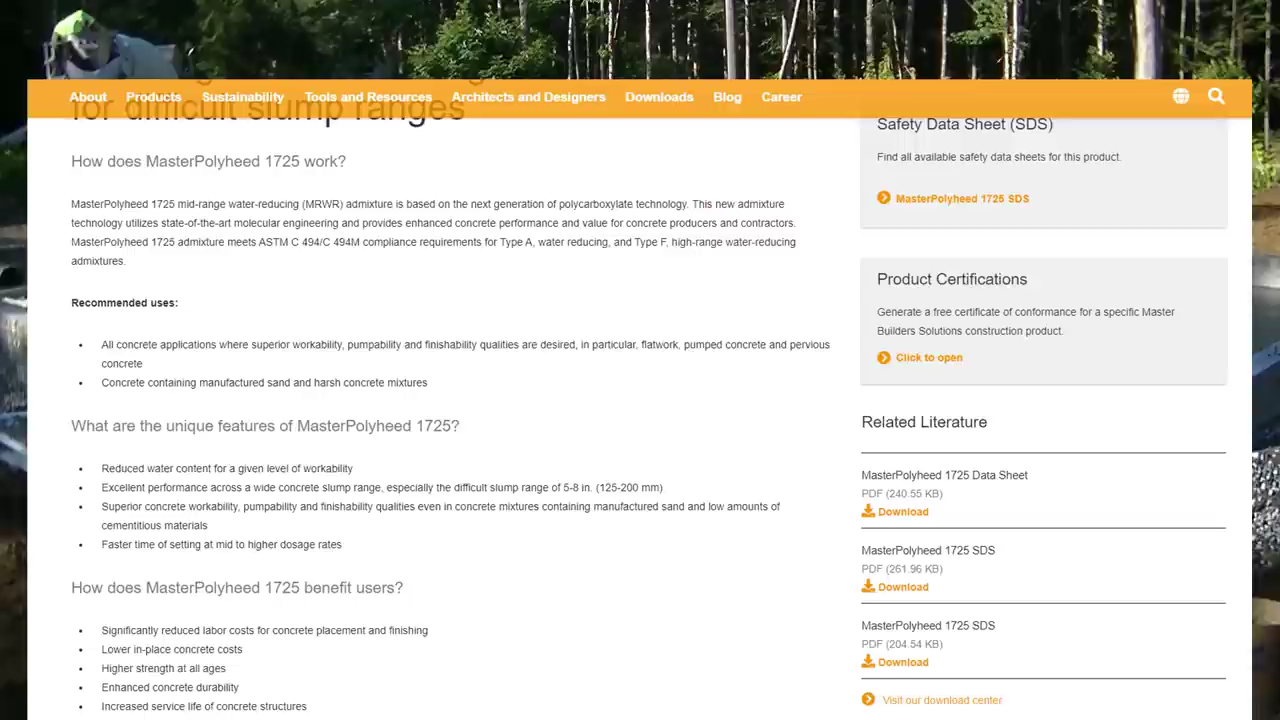 About Products Sustainability Tools and Resources Architects and Designers Downloads Blog Career
for difficult slump ranges
How does MasterPolyheed 1725 work?
MasterPolyheed 1725 mid-range water-reducing (MRWR) admixture is based on the next generation of polycarboxylate technology. This new admixture
technology utilizes state-of-the-art molecular engineering and provides enhanced concrete performance and value for concrete producers and contractors.
MasterPolyheed 1725 admixture meets ASTM C 494/C 494M compliance requirements for Type A, water reducing, and Type F, high-range water-reducing
admixtures.
Recommended uses:
• All concrete applications where superior workability, pumpability and finishability qualities are desired, in particular, flatwork, pumped concrete and pervious
concrete
• Concrete containing manufactured sand and harsh concrete mixtures
What are the unique features of MasterPolyheed 1725?
• Reduced water content for a given level of workability
• Excellent performance across a wide concrete slump range, especially the difficult slump range of 5-8 in. (125-200 mm)
• Superior concrete workability, pumpability and finishability qualities even in concrete mixtures containing manufactured sand and low amounts of
cementitious materials
• Faster time of setting at mid to higher dosage rates
How does MasterPolyheed 1725 benefit users?
• Significantly reduced labor costs for concrete placement and finishing
• Lower in-place concrete costs
• Higher strength at all ages
• Enhanced concrete durability
• Increased service life of concrete structures
Safety Data Sheet (SDS)
Find all available safety data sheets for this product.
MasterPolyheed 1725 SDS
Product Certifications
Generate a free certificate of conformance for a specific Master
Builders Solutions construction product.
Click to open
Related Literature
MasterPolyheed 1725 Data Sheet
PDF (240.55 KB)
Download
MasterPolyheed 1725 SDS
PDF (261.96 KB)
Download
MasterPolyheed 1725 SDS
PDF (204.54 KB)
Download
Visit our download center